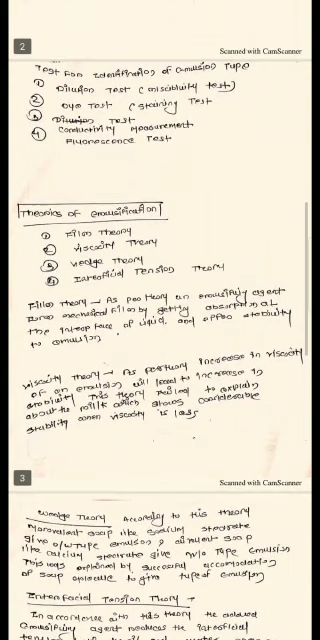 2
Scanned with CamScanner
Test for Identification of Emulsion Type
① Dilution Test (miscibility test)
② Dye Test (staining Test
③ Dilution Test
④ Conductivity Measurement
Fluorescence Test
Theories of emulsification
① Film Theory
② Viscosity Theory
③ Wedge Theory
④ Interfacial Tension Theory
Film Theory → As per theory an emulsifying agent
mechanical film by getting absorption at
the interface of liquid, and offer stability
to emulsion.
Viscosity Theory → As per theory increase in viscosity
of an emulsion will lead to increase in
stability This theory failed to explain
about the milk which shows considerable
stability when viscosity is less
3
Scanned with CamScanner
Wedge Theory According to this theory
Monovalent soap like sodium stearate
give o/w type emulsion & divalent soap
like calcium stearate give w/o type Emulsion
This was explained by successful accomodation
of soap molecule to give type of emulsion
Interfacial Tension Theory →
In accordance with this theory the
emulsifying agent reduces the interfacial